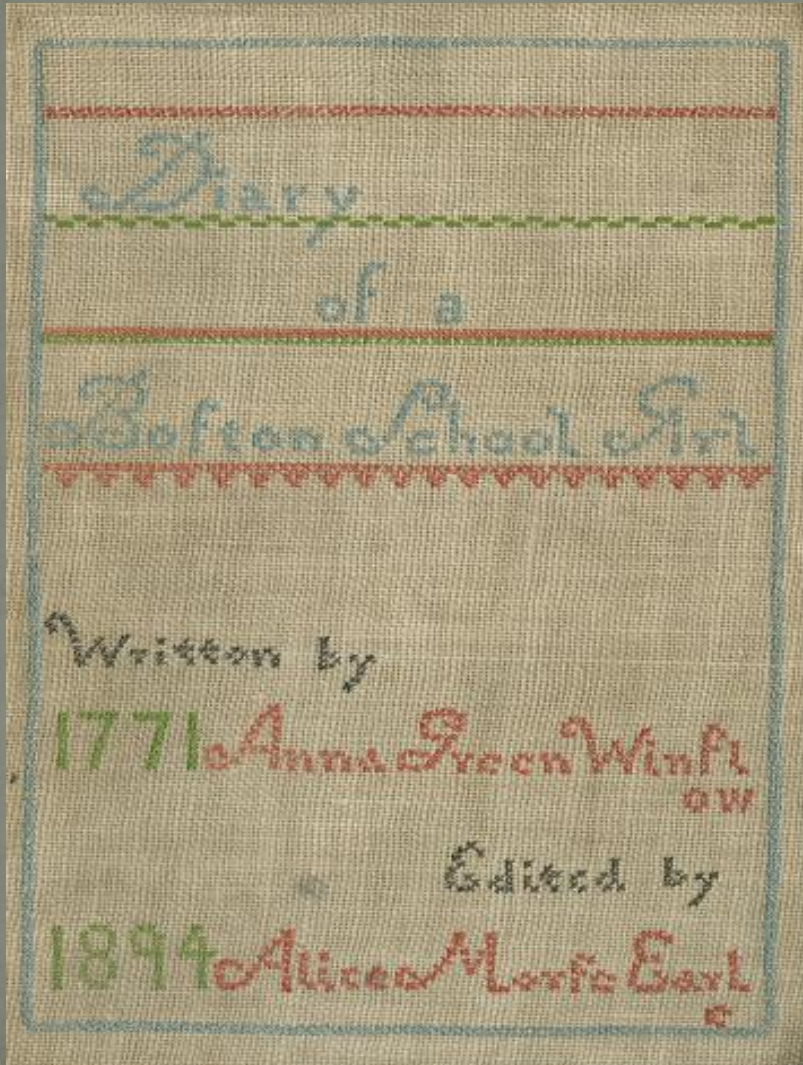 Diary
of a
Boſton School Girl
Written by
1771 Anna Green Winſl
ow
Edited by
1894 Alice Morſe Earl
e